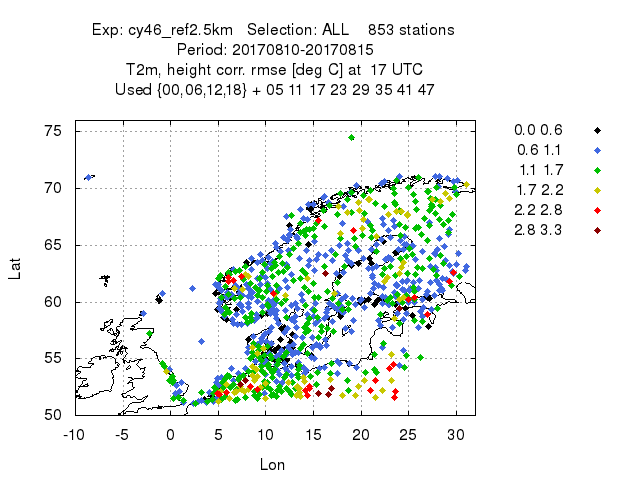 Exp: cy46_ref2.5km   Selection: ALL    853 stations
Period: 20170810-20170815
T2m, height corr. rmse [deg C] at  17 UTC
Used {00,06,12,18} + 05 11 17 23 29 35 41 47
0.0 0.6
0.6 1.1
1.1 1.7
1.7 2.2
2.2 2.8
2.8 3.3
75
70
65
60
55
50
Lat
-10 -5 0 5 10 15 20 25 30
Lon